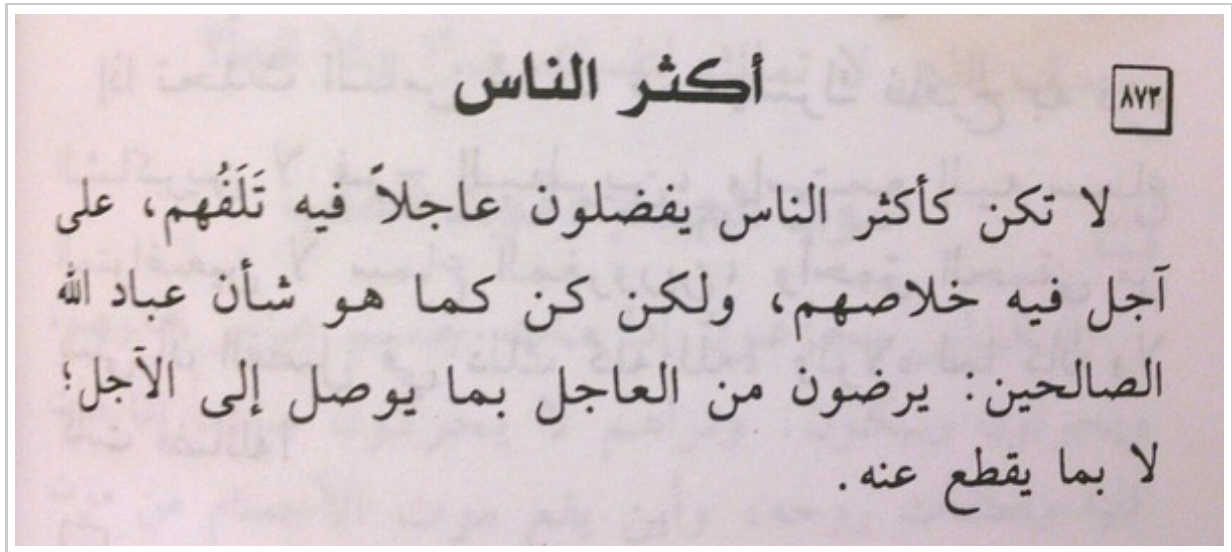 ٨٧٣
أكثر الناس
لا تكن كأكثر الناس يفضلون عاجلاً فيه تَلَفُهم، على
آجل فيه خلاصهم، ولكن كن كما هو شأن عباد الله
الصالحين: يرضون من العاجل بما يوصل إلى الآجل؛
لا بما يقطع عنه.